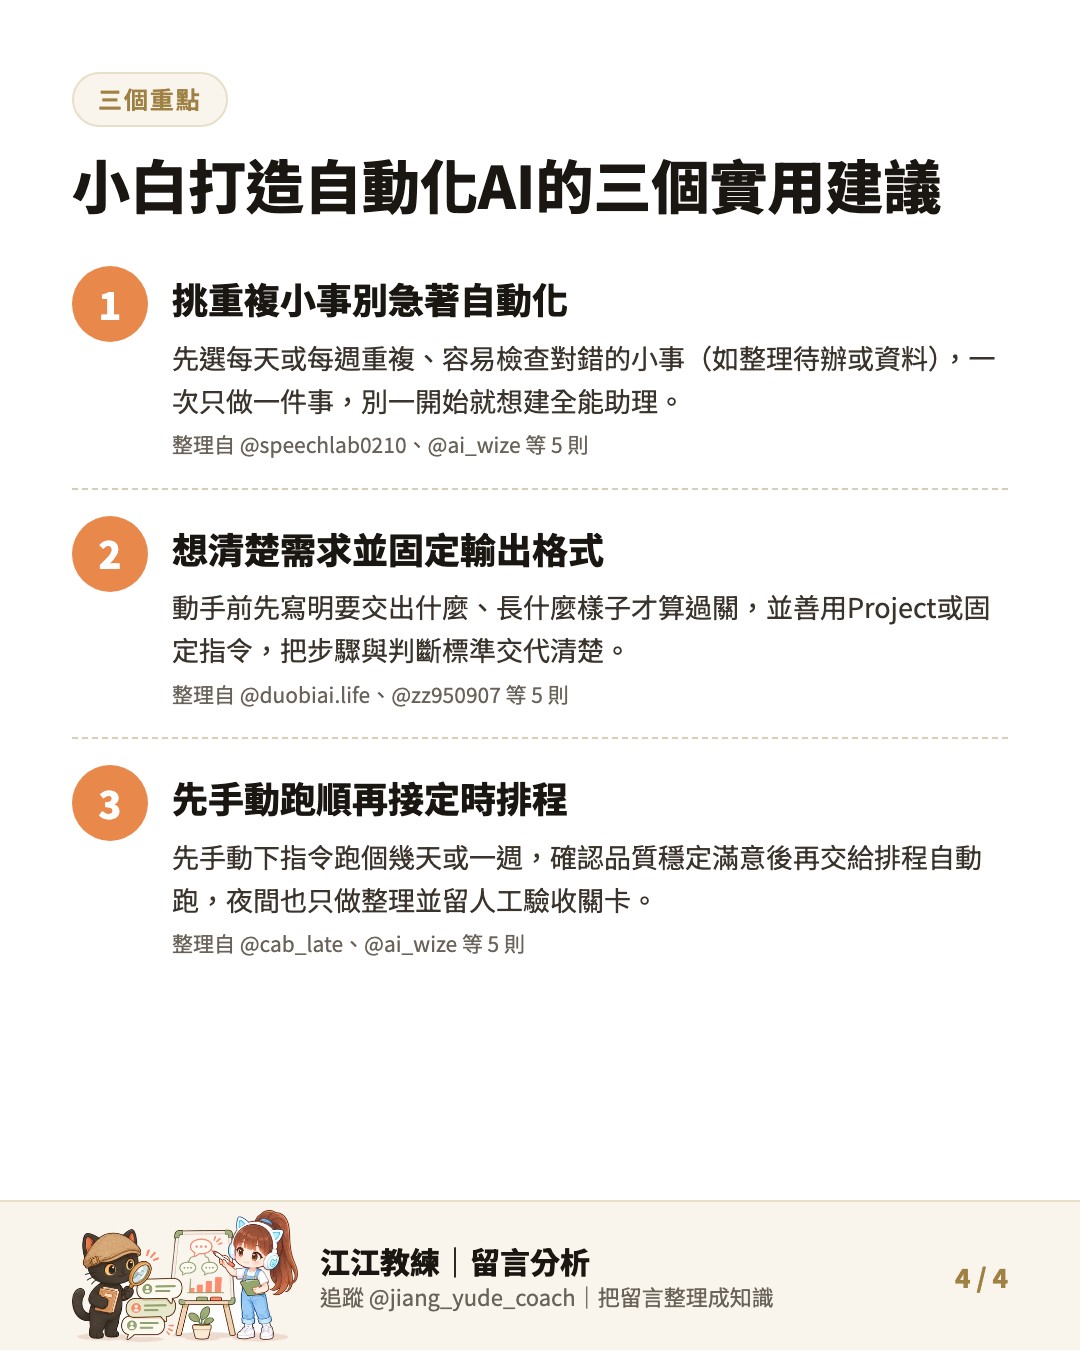 三個重點
小白打造自動化AI的三個實用建議
1
挑重複小事別急著自動化
先選每天或每週重複、容易檢查對錯的小事（如整理待辦或資料），一
次只做一件事，別一開始就想建全能助理。
整理自 @speechlab0210、@ai_wize 等 5 則
2
想清楚需求並固定輸出格式
動手前先寫明要交出什麼、長什麼樣子才算過關，並善用Project或固
定指令，把步驟與判斷標準交代清楚。
整理自 @duobiai.life、@zz950907 等 5 則
3
先手動跑順再接定時排程
先手動下指令跑個幾天或一週，確認品質穩定滿意後再交給排程自動
跑，夜間也只做整理並留人工驗收關卡。
整理自 @cab_late、@ai_wize 等 5 則
江江教練｜留言分析
追蹤 @jiang_yude_coach｜把留言整理成知識
4 / 4